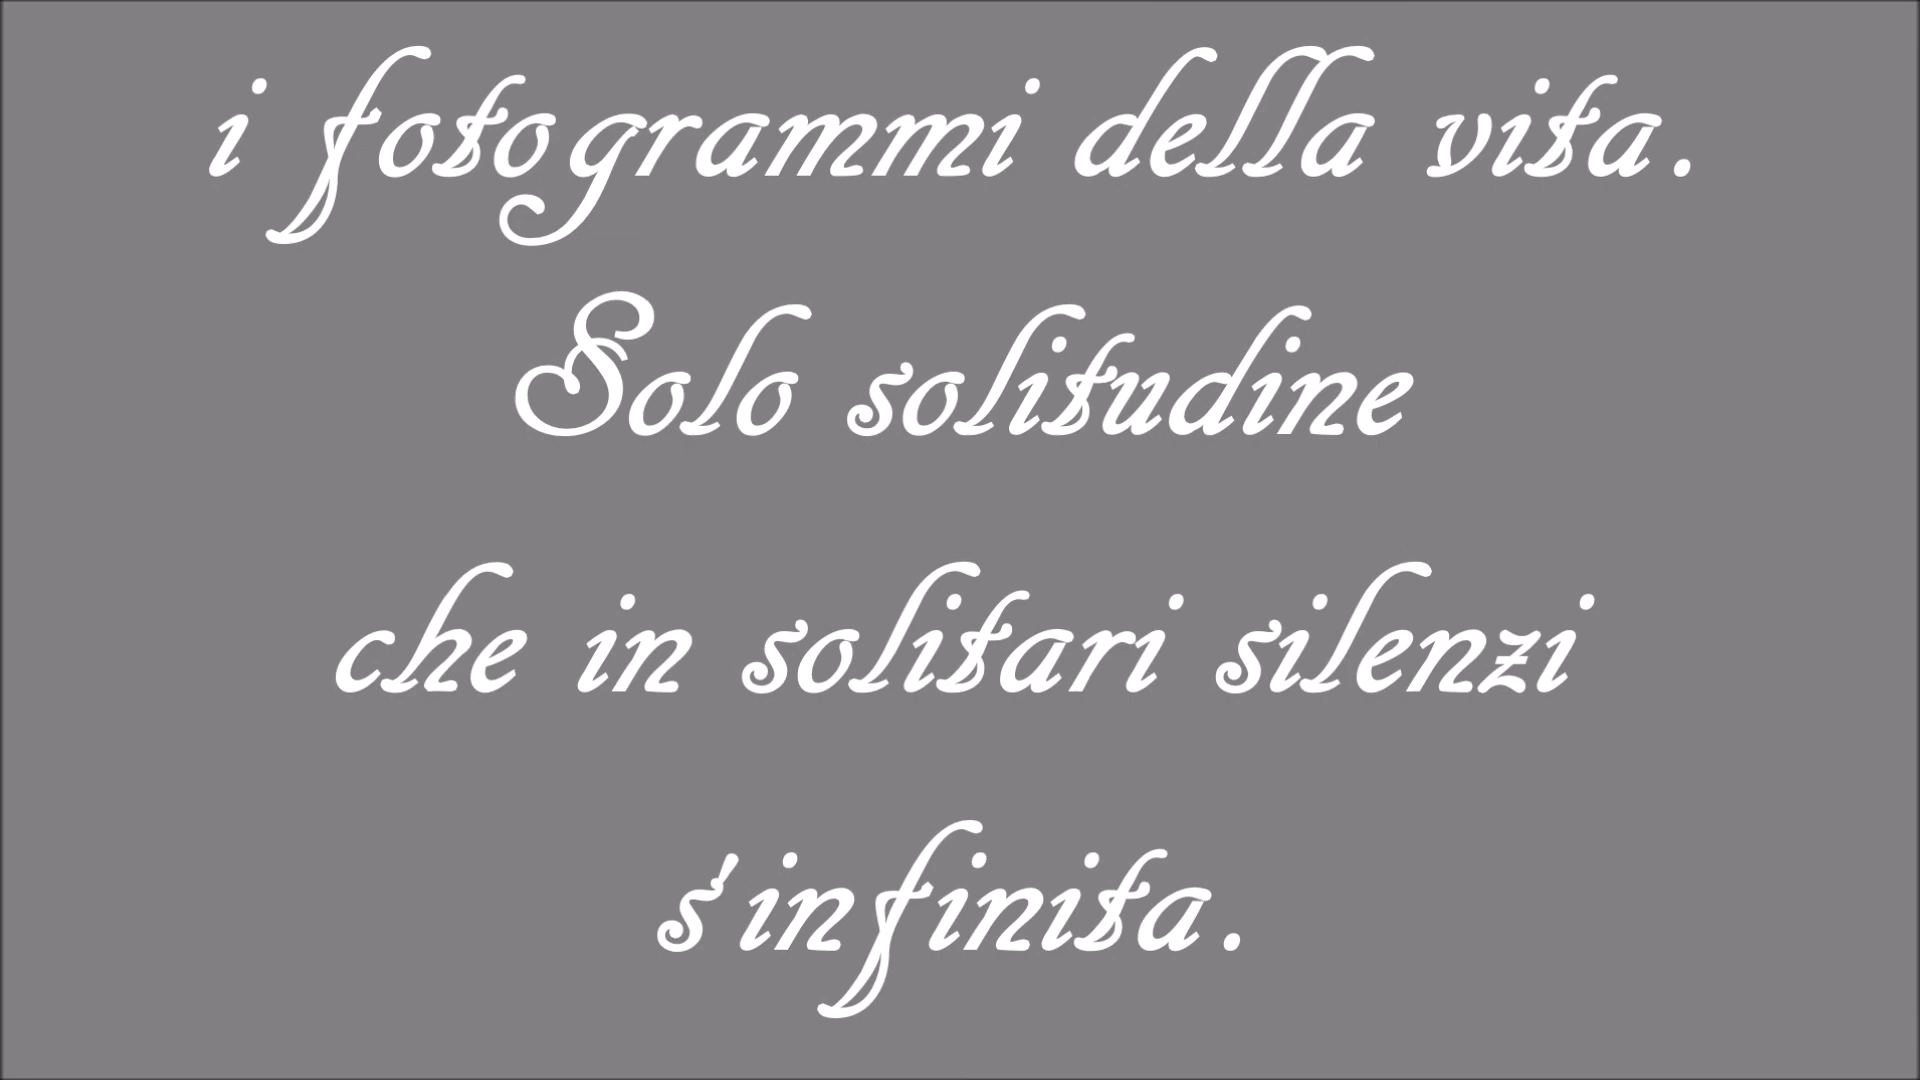 i fotogrammi della vita.
Solo solitudine
che in solitari silenzi
s'infinita.